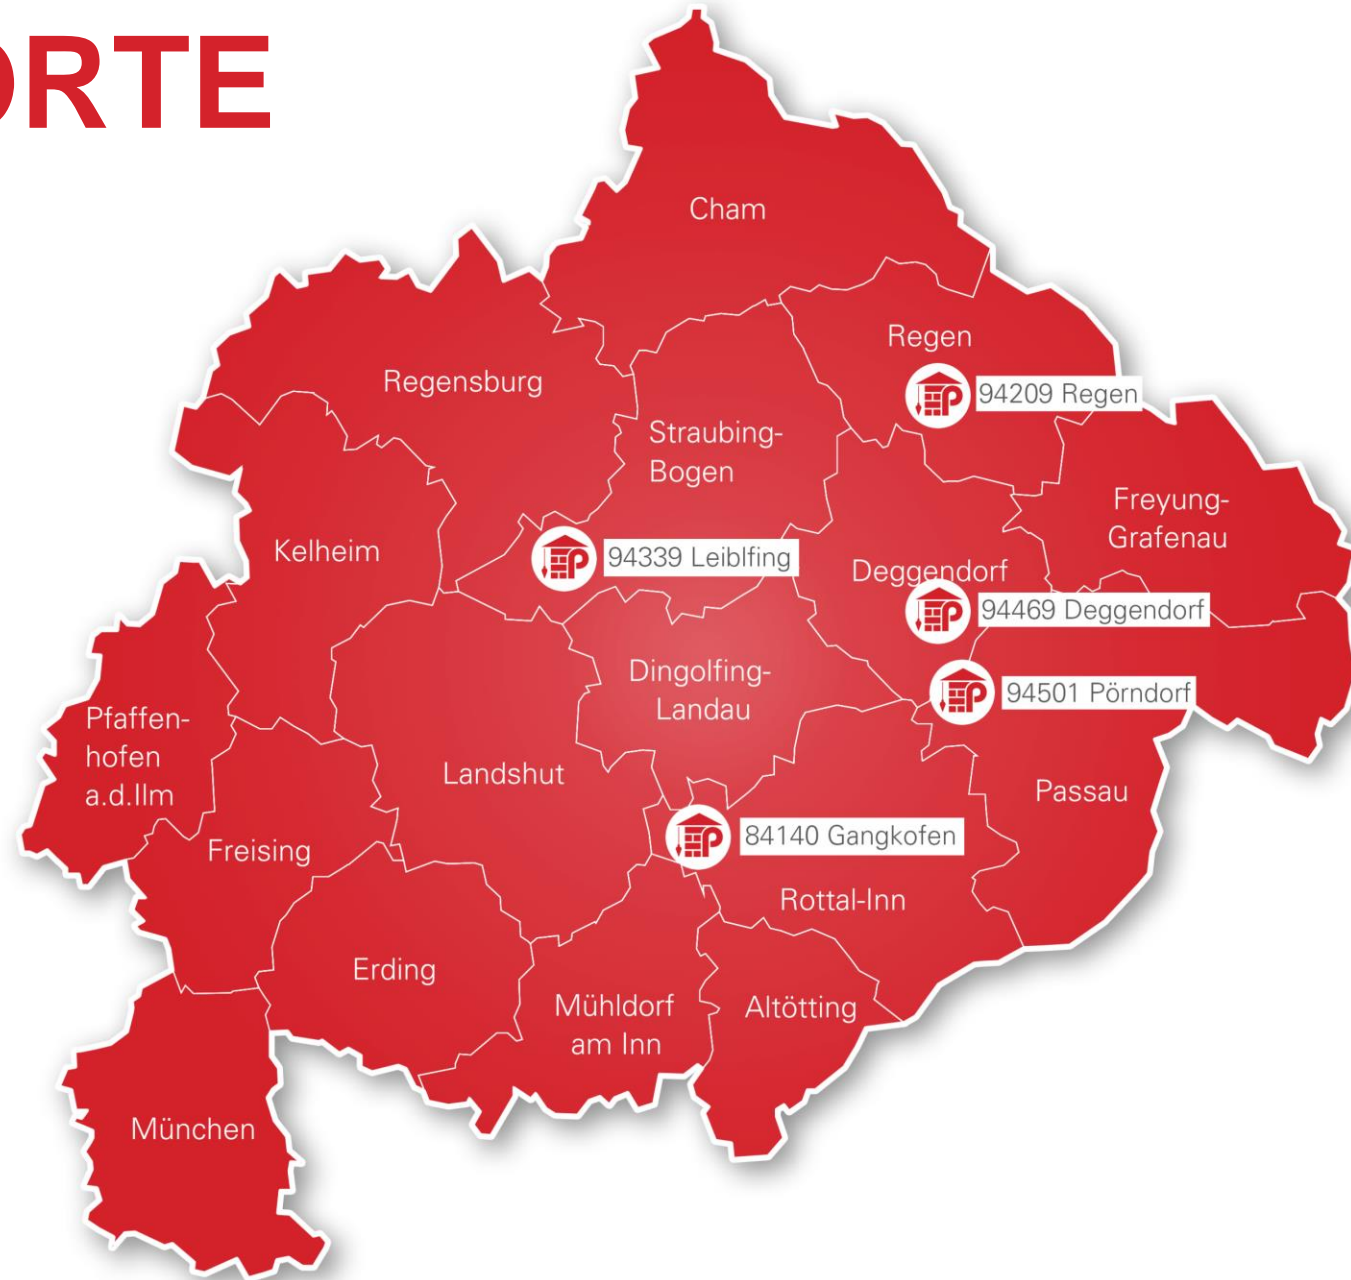 ORTE
Cham
Regen
94209 Regen
Regensburg
Straubing-
Bogen
Freyung-
Grafenau
Kelheim
94339 Leiblfing
Deggendorf
94469 Deggendorf
Dingolfing-
Landau
94501 Pörndorf
Pfaffen-
hofen
a.d.Ilm
Landshut
Passau
84140 Gangkofen
Freising
Rottal-Inn
Erding
Mühldorf
am Inn
Altötting
München